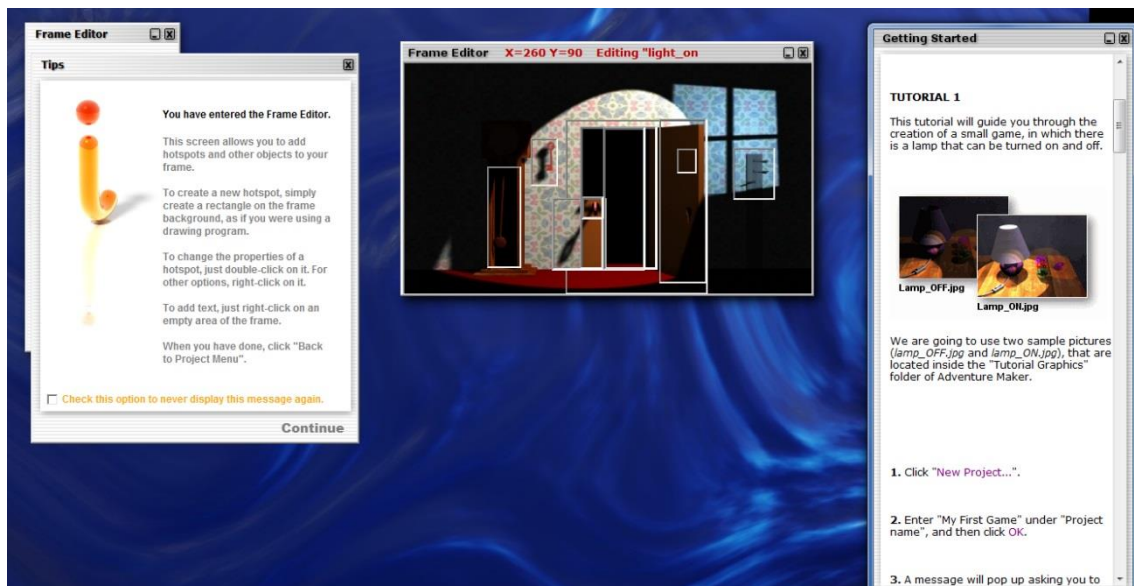 Frame Editor
Tips
You have entered the Frame Editor.
This screen allows you to add
hotspots and other objects to your
frame.
To create a new hotspot, simply
create a rectangle on the frame
background, as if you were using a
drawing program.
To change the properties of a
hotspot, just double-click on it. For
other options, right-click on it.
To add text, just right-click on an
empty area of the frame.
When you have done, click "Back
to Project Menu".
Check this option to never display this message again.
Continue
Frame Editor X=260 Y=90 Editing "light_on
Getting Started
TUTORIAL 1
This tutorial will guide you through the
creation of a small game, in which there
is a lamp that can be turned on and off.
Lamp_OFF.jpg
Lamp_ON.jpg
We are going to use two sample pictures
(lamp_OFF.jpg and lamp_ON.jpg), that are
located inside the "Tutorial Graphics"
folder of Adventure Maker.
1. Click "New Project...".
2. Enter "My First Game" under "Project
name", and then click OK.
3. A message will pop up asking you to